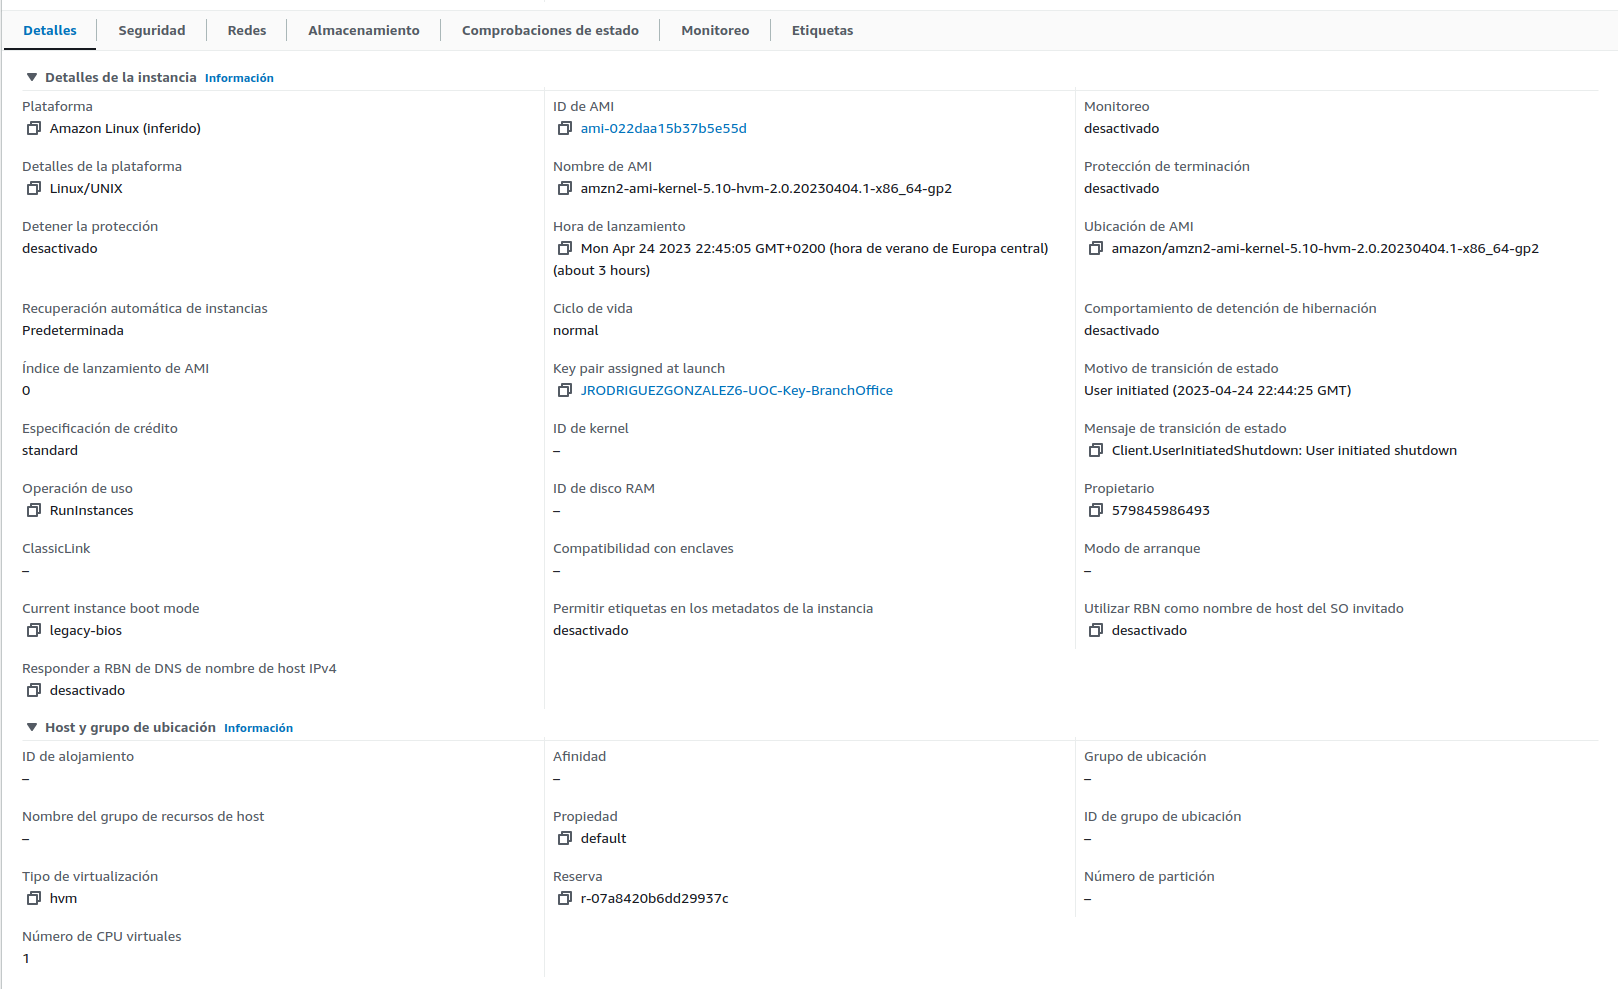 Detalles
Seguridad
Redes
Almacenamiento
Comprobaciones de estado
Monitoreo
Etiquetas
Detalles de la instancia Información
Plataforma
Amazon Linux (inferido)
ID de AMI
ami-022daa15b37b5e55d
Monitoreo
desactivado
Detalles de la plataforma
Linux/UNIX
Nombre de AMI
amzn2-ami-kernel-5.10-hvm-2.0.20230404.1-x86_64-gp2
Protección de terminación
desactivado
Detener la protección
desactivado
Hora de lanzamiento
Mon Apr 24 2023 22:45:05 GMT+0200 (hora de verano de Europa central)
(about 3 hours)
Ubicación de AMI
amazon/amzn2-ami-kernel-5.10-hvm-2.0.20230404.1-x86_64-gp2
Recuperación automática de instancias
Predeterminada
Ciclo de vida
normal
Comportamiento de detención de hibernación
desactivado
Índice de lanzamiento de AMI
0
Key pair assigned at launch
JRODRIGUEZGONZALEZ6-UOC-Key-BranchOffice
Motivo de transición de estado
User initiated (2023-04-24 22:44:25 GMT)
Especificación de crédito
standard
ID de kernel
–
Mensaje de transición de estado
Client.UserInitiatedShutdown: User initiated shutdown
Operación de uso
RunInstances
ID de disco RAM
–
Propietario
579845986493
ClassicLink
–
Compatibilidad con enclaves
–
Modo de arranque
–
Current instance boot mode
legacy-bios
Permitir etiquetas en los metadatos de la instancia
desactivado
Utilizar RBN como nombre de host del SO invitado
desactivado
Responder a RBN de DNS de nombre de host IPv4
desactivado
Host y grupo de ubicación Información
ID de alojamiento
–
Afinidad
–
Grupo de ubicación
–
Nombre del grupo de recursos de host
–
Propiedad
default
ID de grupo de ubicación
–
Tipo de virtualización
hvm
Reserva
r-07a8420b6dd29937c
Número de partición
–
Número de CPU virtuales
1